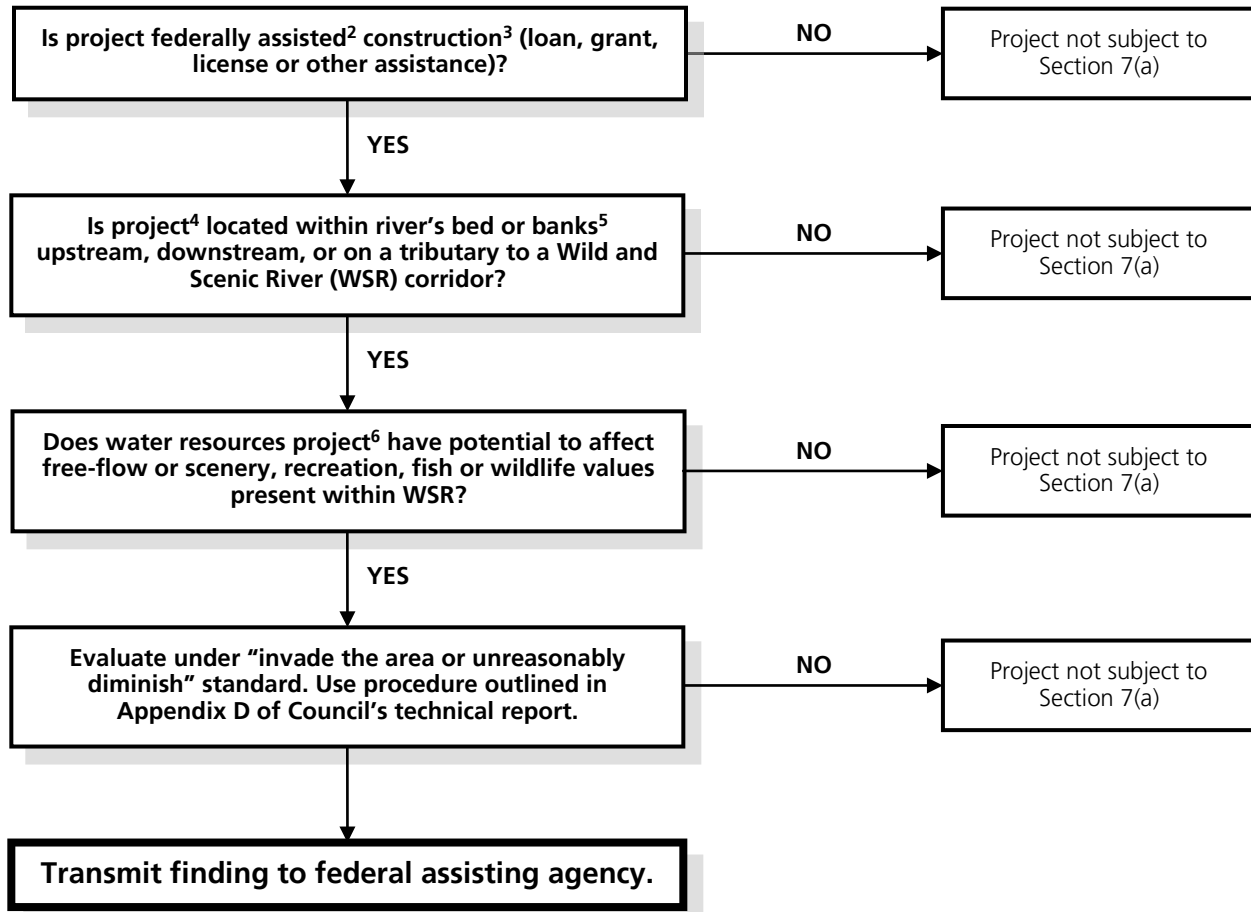 Is project federally assisted² construction³ (loan, grant,
license or other assistance)?
NO
Project not subject to
Section 7(a)
YES
Is project⁴ located within river's bed or banks⁵
upstream, downstream, or on a tributary to a Wild and
Scenic River (WSR) corridor?
NO
Project not subject to
Section 7(a)
YES
Does water resources project⁶ have potential to affect
free-flow or scenery, recreation, fish or wildlife values
present within WSR?
NO
Project not subject to
Section 7(a)
YES
Evaluate under "invade the area or unreasonably
diminish" standard. Use procedure outlined in
Appendix D of Council's technical report.
NO
Project not subject to
Section 7(a)
Transmit finding to federal assisting agency.